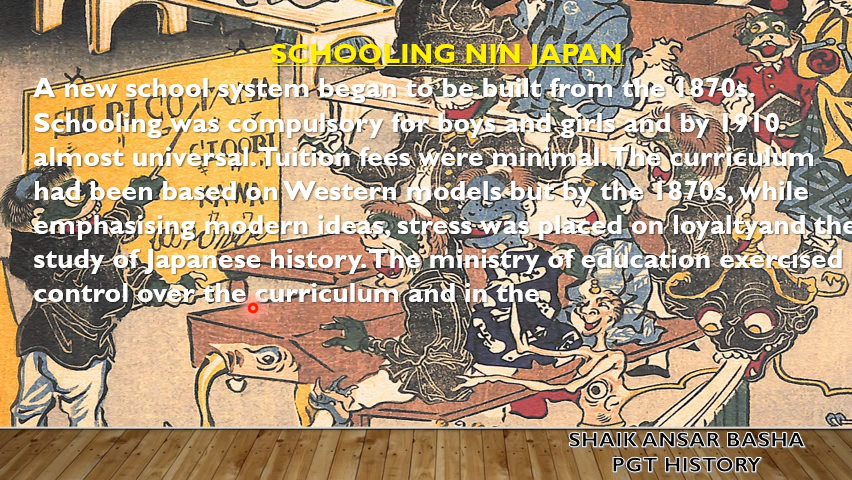 SCHOOLING NIN JAPAN
A new school system began to be built from the 1870s.
Schooling was compulsory for boys and girls and by 1910.
almost universal. Tuition fees were minimal. The curriculum
had been based on Western models but by the 1870s, while
emphasising modern ideas, stress was placed on loyaltyand the
study of Japanese history. The ministry of education exercised
control over the curriculum and in the
SHAIK ANSAR BASHA
PGT HISTORY